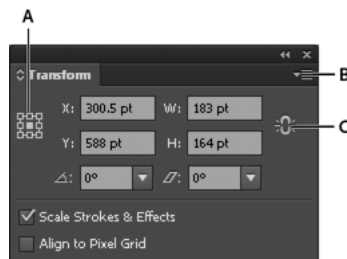 A
Transform
B
X: 300.5 pt W: 183 pt
C
Y: 588 pt H: 164 pt
0° 0°
Scale Strokes & Effects
Align to Pixel Grid